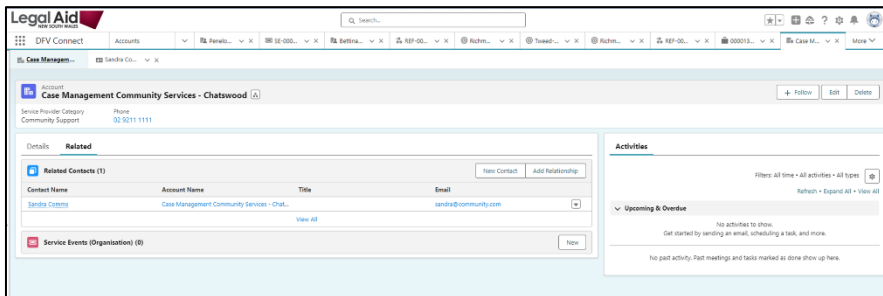 Legal Aid
NEW SOUTH WALES
Search...
DFV Connect
Accounts
Penelo...
SE-000...
Bettina...
REF-00...
Richm...
Tweed-...
Richm...
REF-00...
000013...
Case M...
More
Case Managem...
Sandra Co...
Account
Case Management Community Services - Chatswood
+ Follow
Edit
Delete
Service Provider Category
Phone
Community Support
02 9211 1111
Details
Related
Activities
Related Contacts (1)
New Contact
Add Relationship
Filters: All time • All activities • All types
Refresh • Expand All • View All
Contact Name
Account Name
Title
Email
Sandra Comms
Case Management Community Services - Chat...
sandra@community.com
View All
Upcoming & Overdue
No activities to show.
Get started by sending an email, scheduling a task, and more.
Service Events (Organisation) (0)
New
No past activity. Past meetings and tasks marked as done show up here.